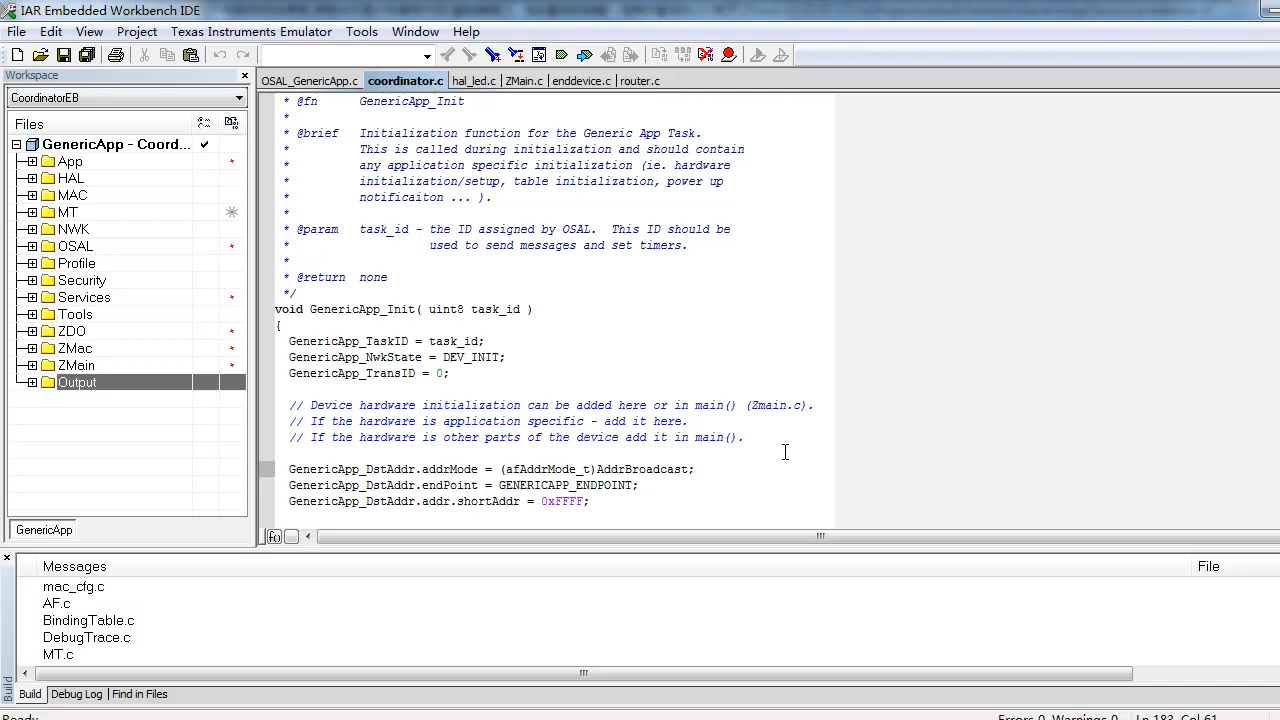 IAR Embedded Workbench IDE
File Edit View Project Texas Instruments Emulator Tools Window Help
Workspace
CoordinatorEB
Files
GenericApp - Coord...
App
HAL
MAC
MT
NWK
OSAL
Profile
Security
Services
Tools
ZDO
ZMac
ZMain
Output
GenericApp
OSAL_GenericApp.c coordinator.c hal_led.c ZMain.c enddevice.c router.c
* @fn GenericApp_Init
*
* @brief Initialization function for the Generic App Task.
* This is called during initialization and should contain
* any application specific initialization (ie. hardware
* initialization/setup, table initialization, power up
* notificaiton ... ).
*
* @param task_id - the ID assigned by OSAL. This ID should be
* used to send messages and set timers.
*
* @return none
*/
void GenericApp_Init( uint8 task_id )
{
GenericApp_TaskID = task_id;
GenericApp_NwkState = DEV_INIT;
GenericApp_TransID = 0;
// Device hardware initialization can be added here or in main() (Zmain.c).
// If the hardware is application specific - add it here.
// If the hardware is other parts of the device add it in main().
GenericApp_DstAddr.addrMode = (afAddrMode_t)AddrBroadcast;
GenericApp_DstAddr.endPoint = GENERICAPP_ENDPOINT;
GenericApp_DstAddr.addr.shortAddr = 0xFFFF;
Messages File
mac_cfg.c
AF.c
BindingTable.c
DebugTrace.c
MT.c
Build
Build Debug Log Find in Files
Ready Errors 0, Warnings 0 Ln 183, Col 61